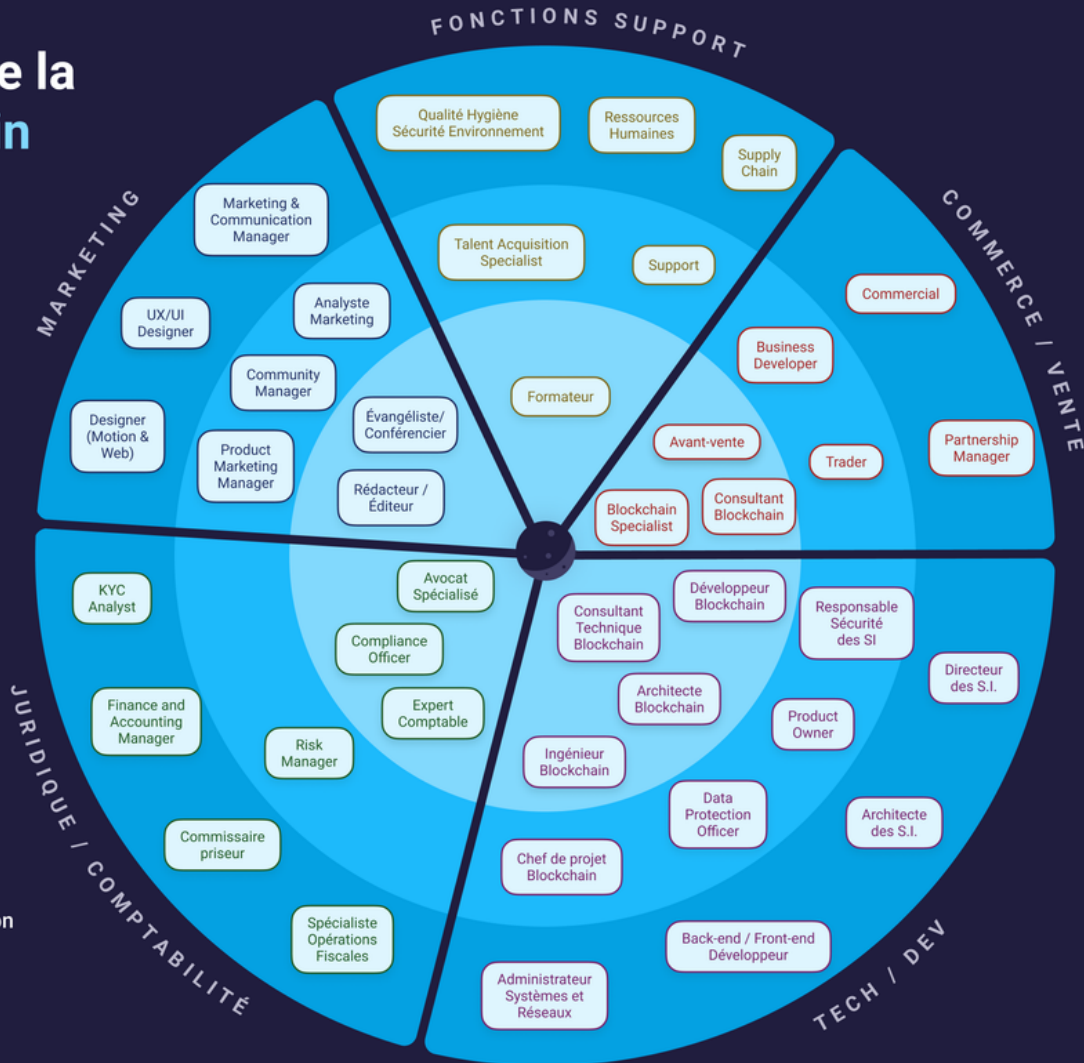 e la
in
FONCTIONS SUPPORT
Qualité Hygiène
Sécurité Environnement
Ressources
Humaines
Supply
Chain
Talent Acquisition
Specialist
Support
Formateur
COMMERCE / VENTE
Commercial
Business
Developer
Avant-vente
Trader
Partnership
Manager
Blockchain
Specialist
Consultant
Blockchain
MARKETING
Marketing &
Communication
Manager
UX/UI
Designer
Analyste
Marketing
Community
Manager
Designer
(Motion &
Web)
Product
Marketing
Manager
Évangéliste/
Conférencier
Rédacteur /
Éditeur
JURIDIQUE / COMPTABILITÉ
KYC
Analyst
Avocat
Spécialisé
Compliance
Officer
Finance and
Accounting
Manager
Expert
Comptable
Risk
Manager
Commissaire
priseur
Spécialiste
Opérations
Fiscales
on
TECH / DEV
Développeur
Blockchain
Consultant
Technique
Blockchain
Responsable
Sécurité
des SI
Directeur
des S.I.
Architecte
Blockchain
Product
Owner
Ingénieur
Blockchain
Data
Protection
Officer
Architecte
des S.I.
Chef de projet
Blockchain
Back-end / Front-end
Développeur
Administrateur
Systèmes et
Réseaux